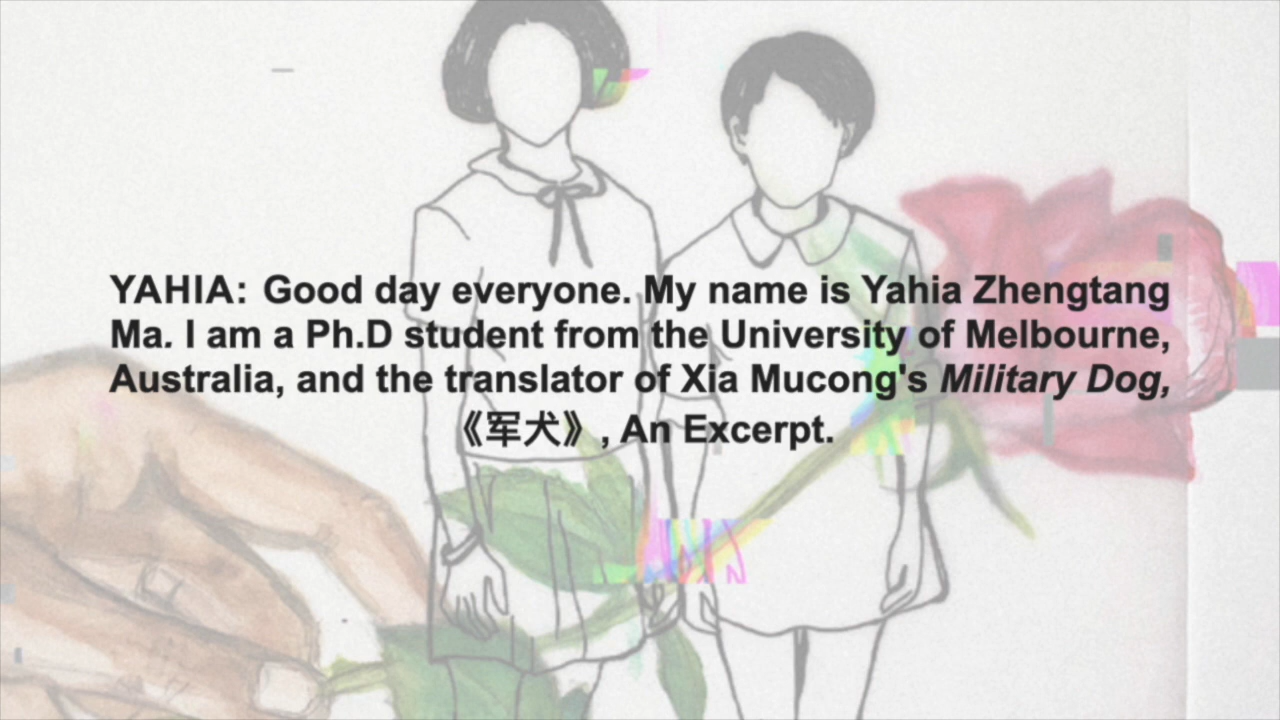 YAHIA: Good day everyone. My name is Yahia Zhengtang
Ma. I am a Ph.D student from the University of Melbourne,
Australia, and the translator of Xia Mucong's Military Dog,
《军犬》, An Excerpt.